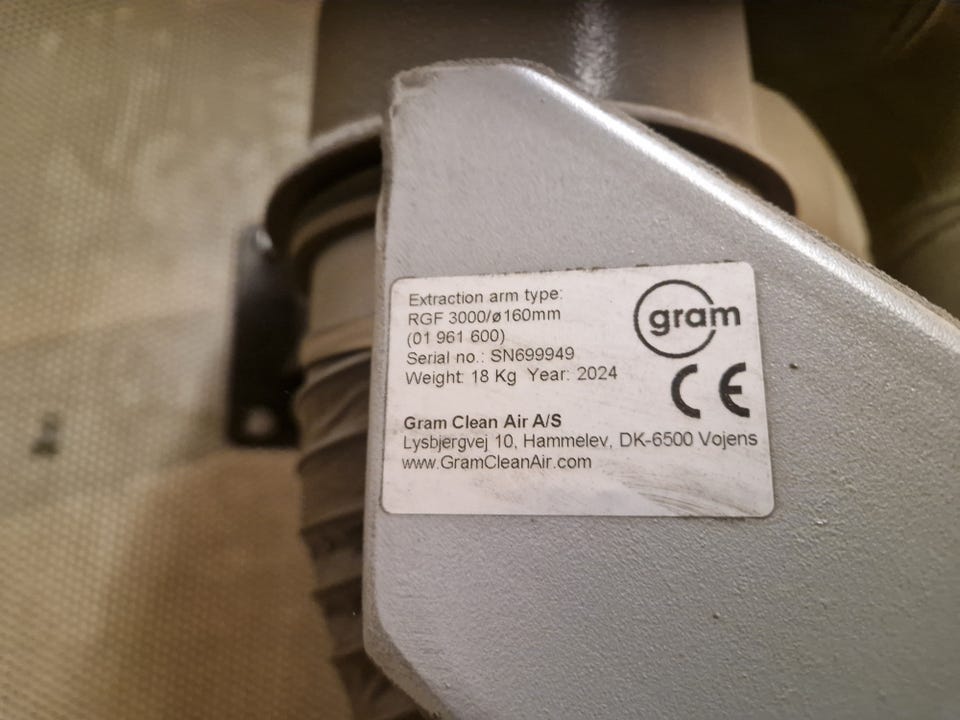 Extraction arm type:
RGF 3000/ø160mm
(01 961 600)
Serial no.: SN699949
Weight: 18 Kg Year: 2024
gram
CE
Gram Clean Air A/S
Lysbjergvej 10, Hammelev, DK-6500 Vojens
www.GramCleanAir.com